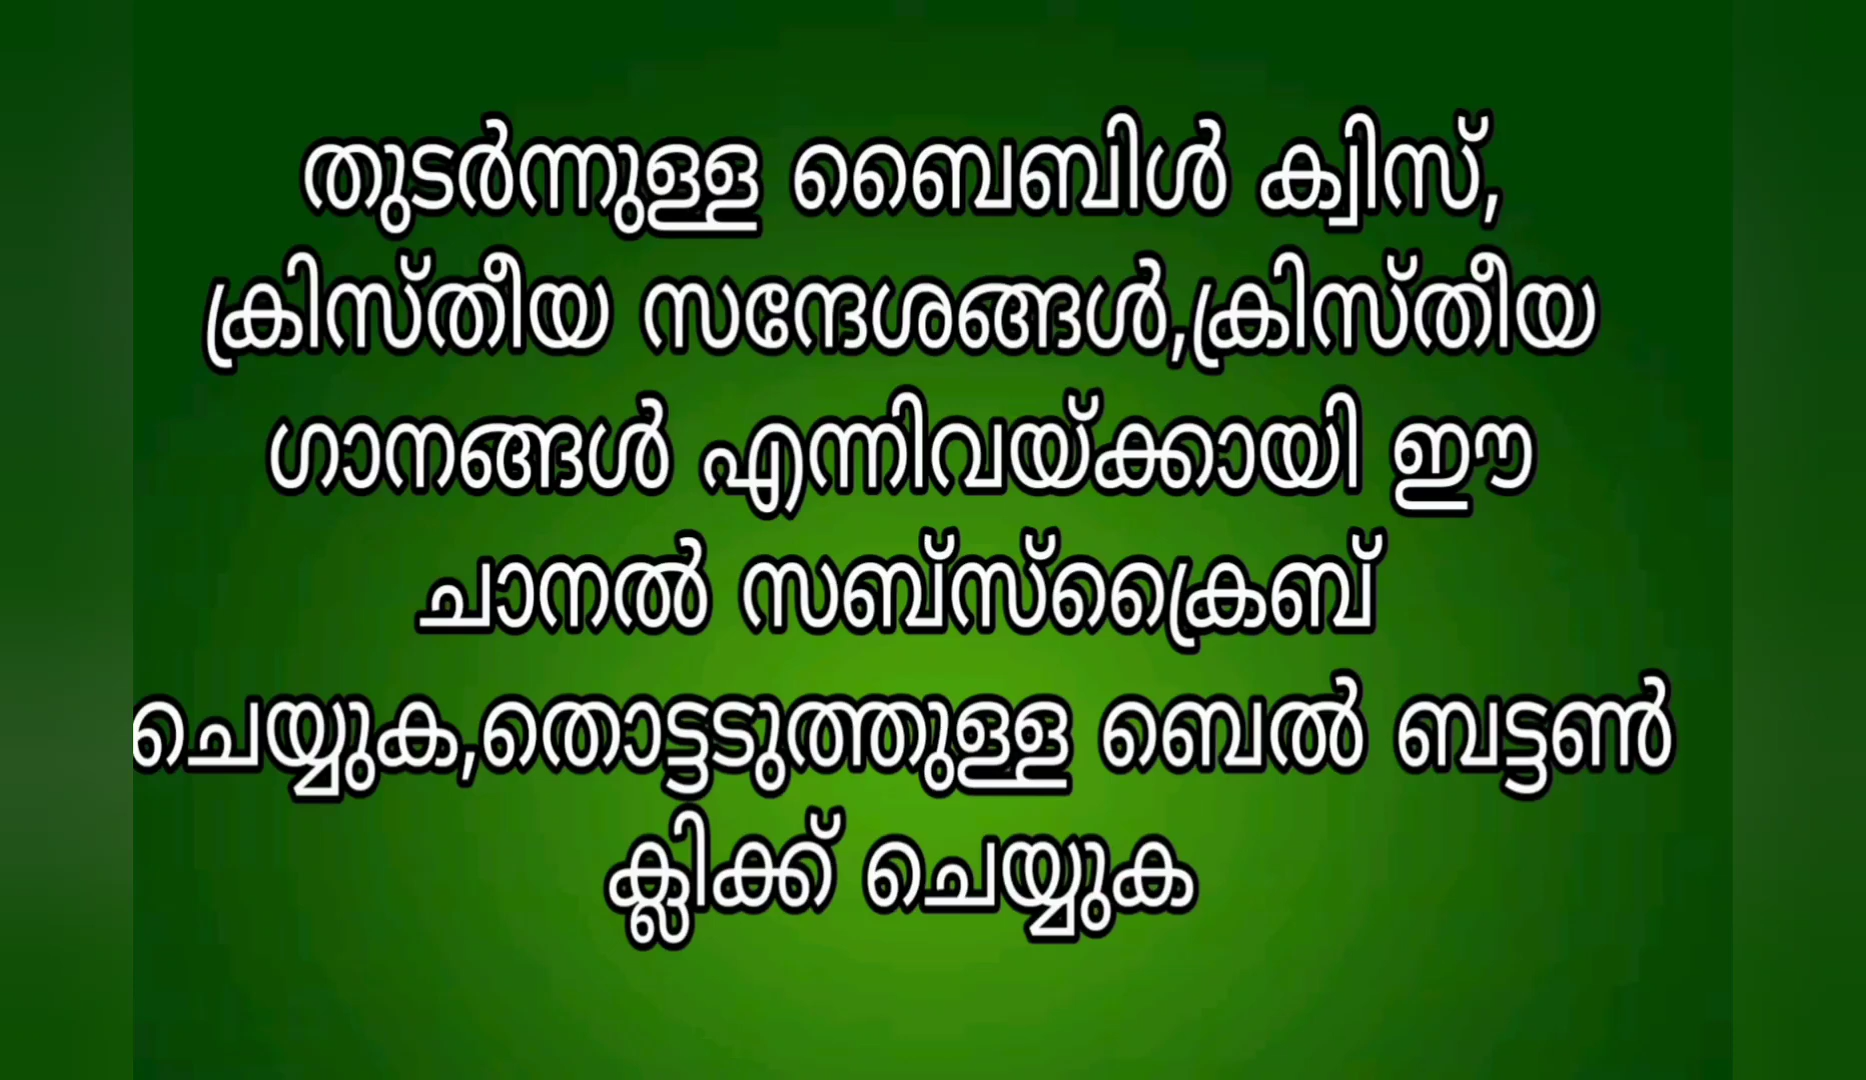 തുടർന്നുള്ള ബൈബിൾ ക്വിസ്,
ക്രിസ്തീയ സന്ദേശങ്ങൾ,ക്രിസ്തീയ
ഗാനങ്ങൾ എന്നിവയ്ക്കായി ഈ
ചാനൽ സബ്സ്ക്രൈബ്
ചെയ്യുക,തൊട്ടടുത്തുള്ള ബെൽ ബട്ടൺ
ക്ലിക്ക് ചെയ്യുക